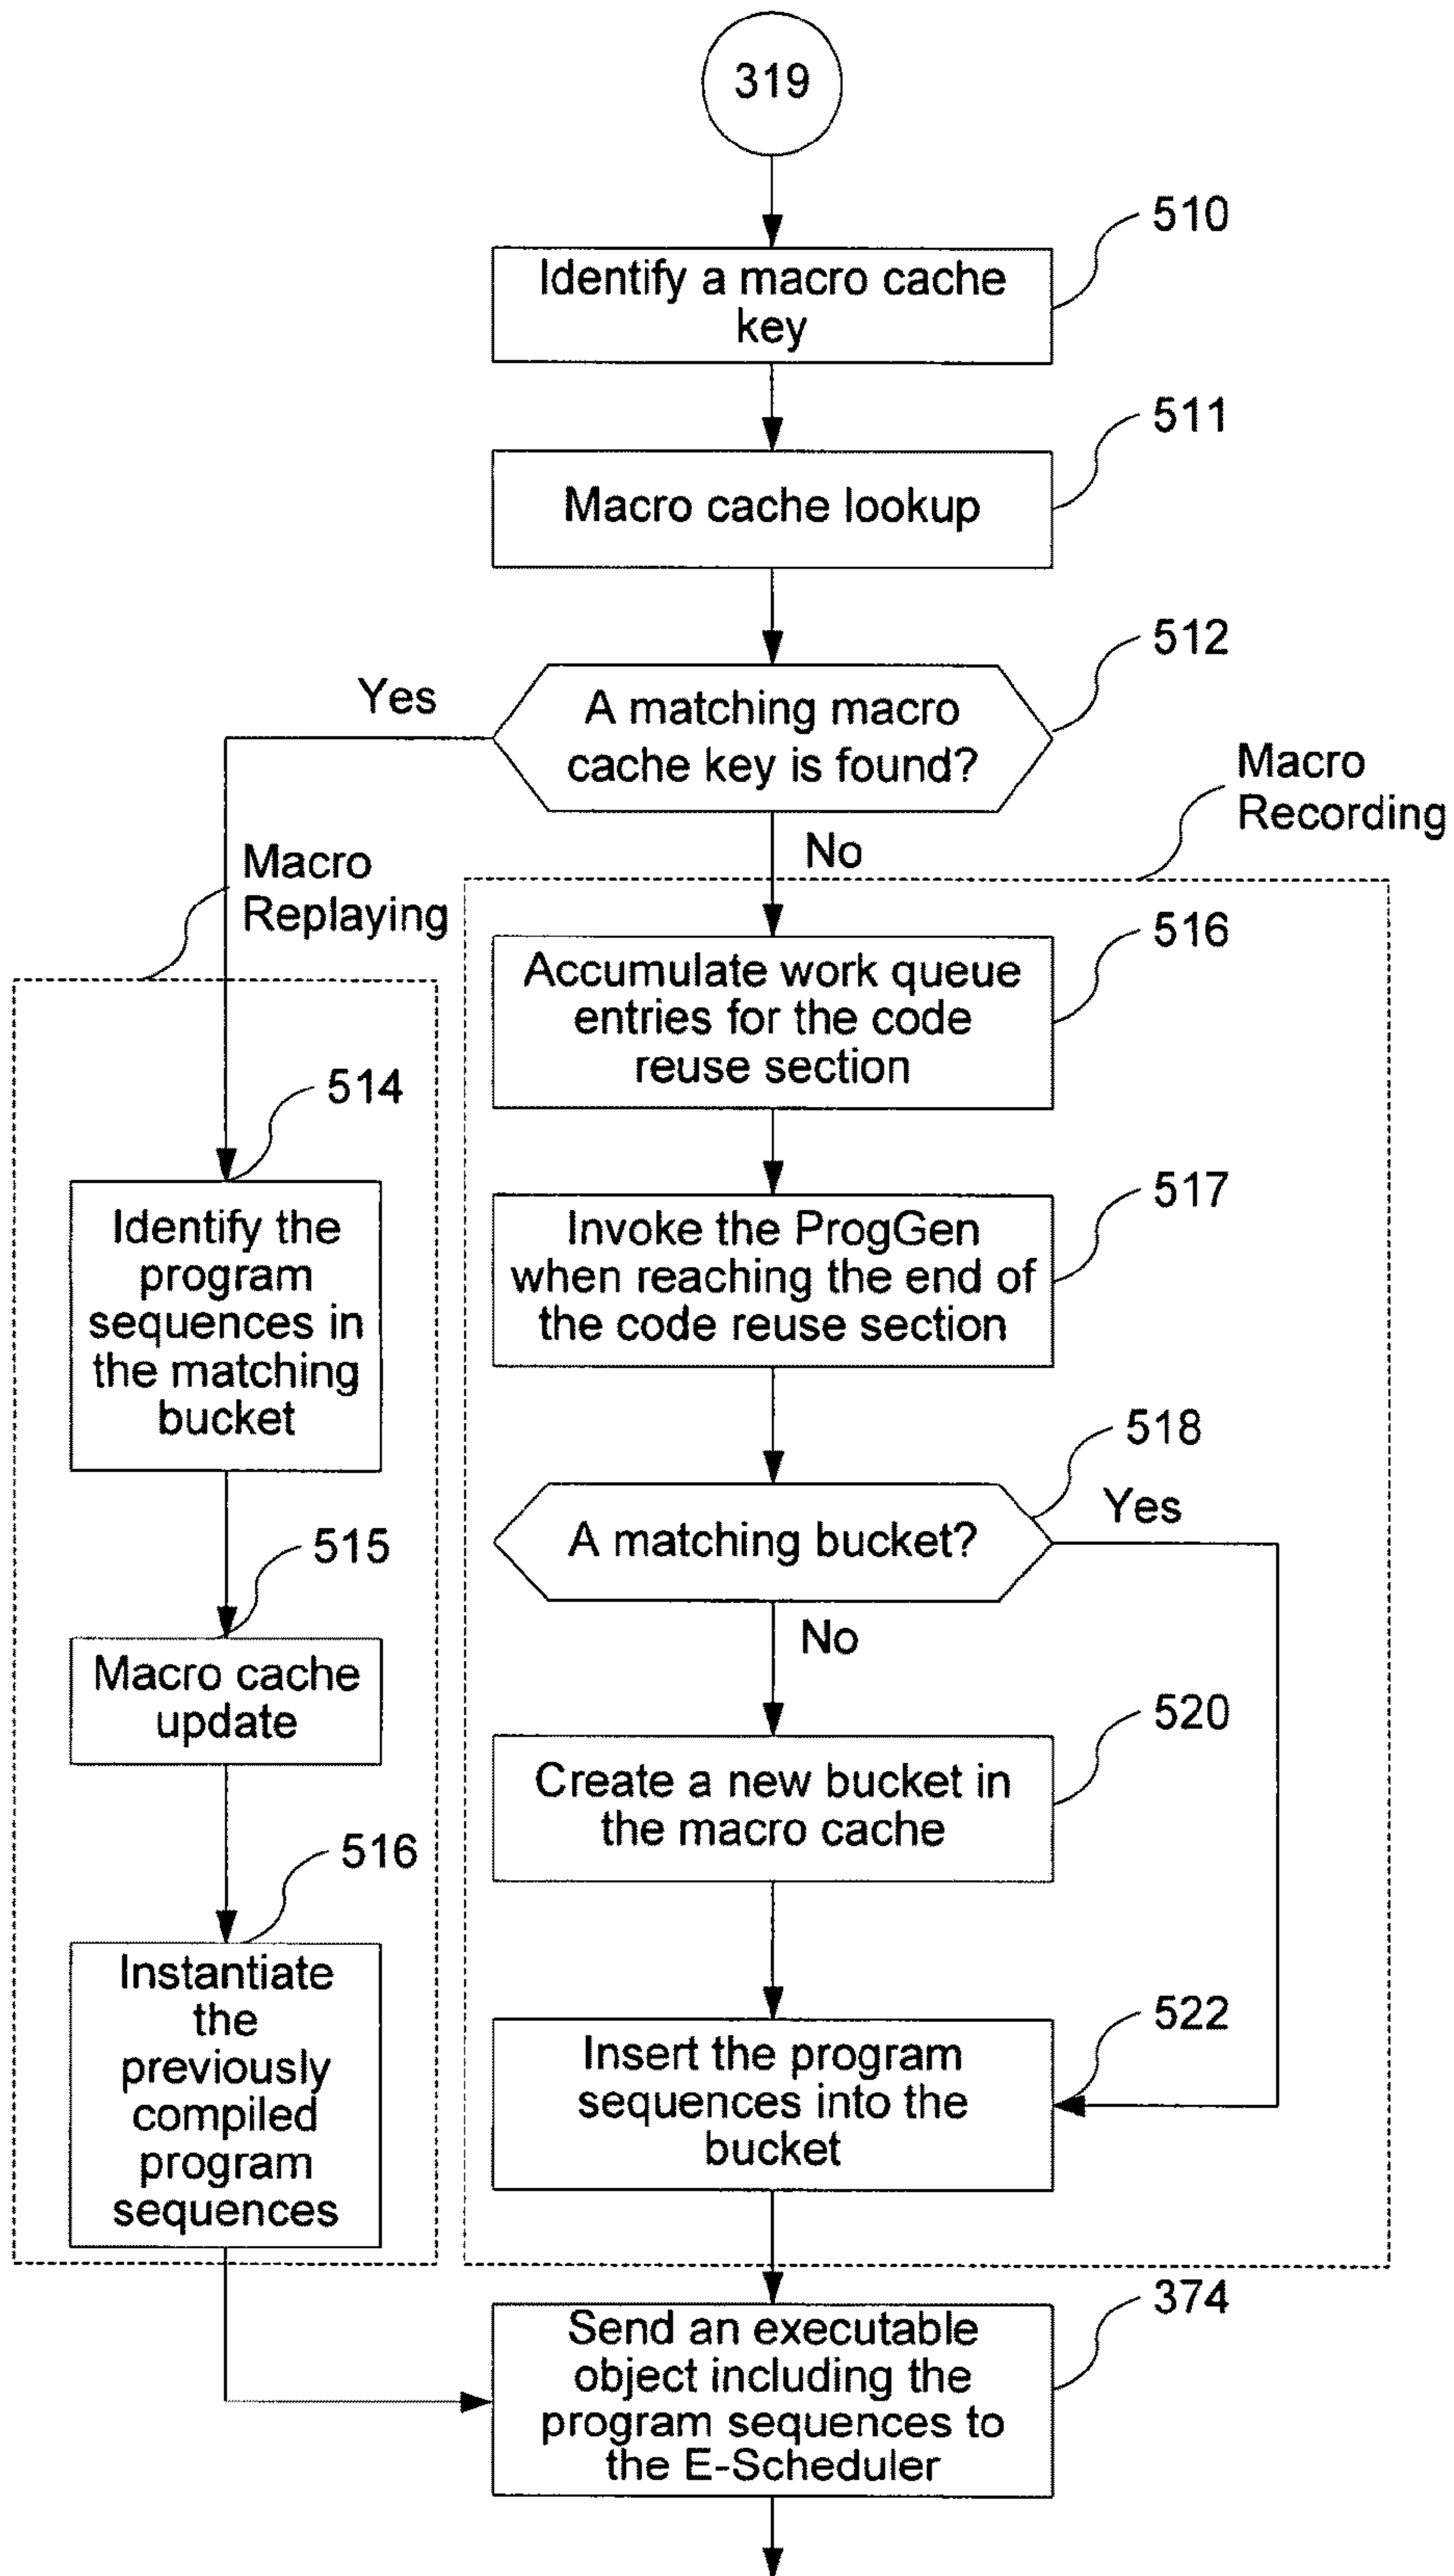 319
510
Identify a macro cache
key
511
Macro cache lookup
512
Yes
A matching macro
cache key is found?
Macro
Recording
No
Macro
Replaying
516
Accumulate work queue
entries for the code
reuse section
514
517
Identify the
program
sequences in
the matching
bucket
Invoke the ProgGen
when reaching the end of
the code reuse section
518
Yes
A matching bucket?
515
No
Macro cache
update
520
Create a new bucket in
the macro cache
516
Instantiate
the
previously
compiled
program
sequences
522
Insert the program
sequences into the
bucket
374
Send an executable
object including the
program sequences to
the E-Scheduler